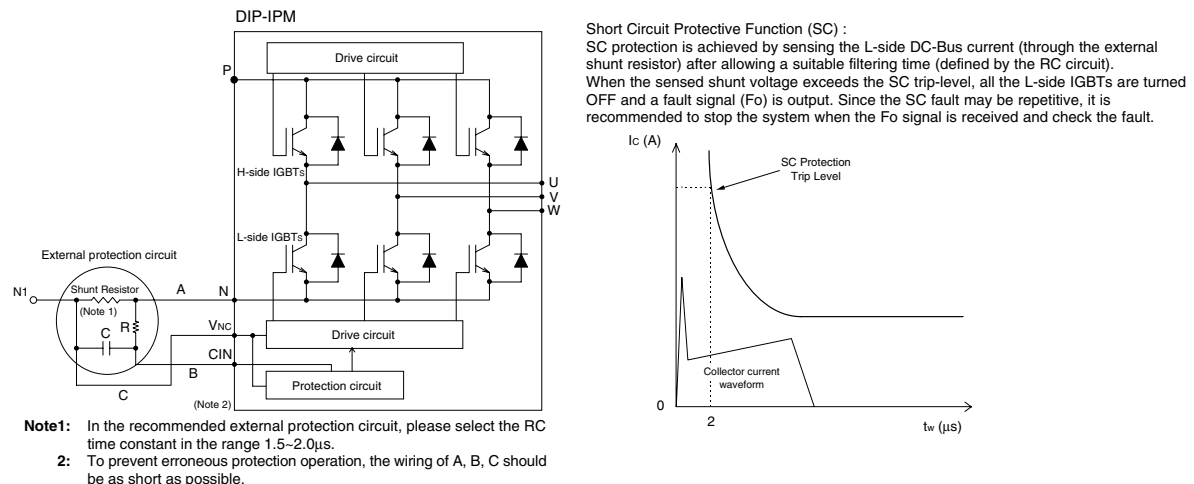 DIP-IPM
Drive circuit
P
H-side IGBTs
U
V
W
L-side IGBTs
External protection circuit
Shunt Resistor
A
N
N1
(Note 1)
VNC
R
C
Drive circuit
CIN
B
C
Protection circuit
(Note 2)
Note1: In the recommended external protection circuit, please select the RC
time constant in the range 1.5~2.0µs.
2: To prevent erroneous protection operation, the wiring of A, B, C should
be as short as possible.
Short Circuit Protective Function (SC) :
SC protection is achieved by sensing the L-side DC-Bus current (through the external
shunt resistor) after allowing a suitable filtering time (defined by the RC circuit).
When the sensed shunt voltage exceeds the SC trip-level, all the L-side IGBTs are turned
OFF and a fault signal (Fo) is output. Since the SC fault may be repetitive, it is
recommended to stop the system when the Fo signal is received and check the fault.
IC (A)
SC Protection
Trip Level
Collector current
waveform
0
2
tw (µs)